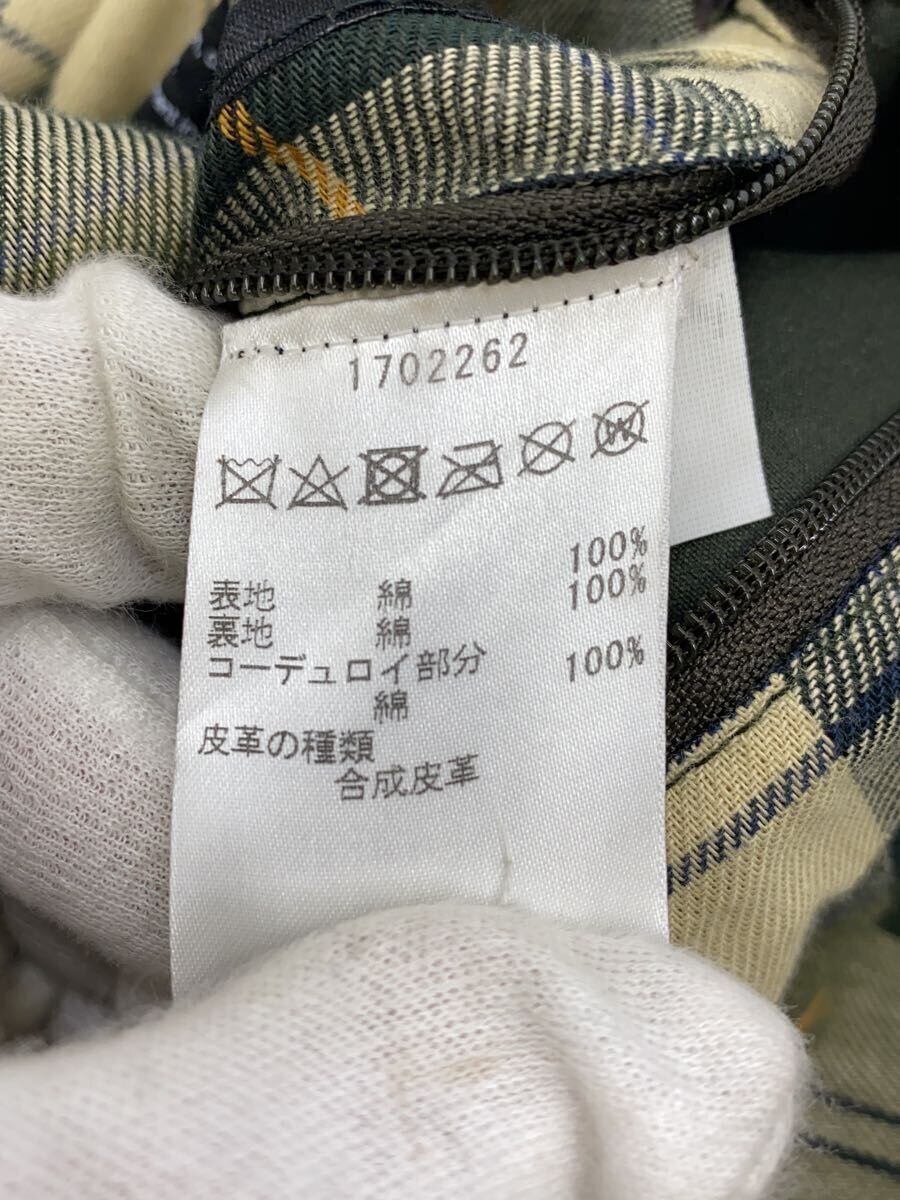 1702262
表地 綿 100%
裏地 綿 100%
コーデュロイ部分
綿 100%
皮革の種類
合成皮革